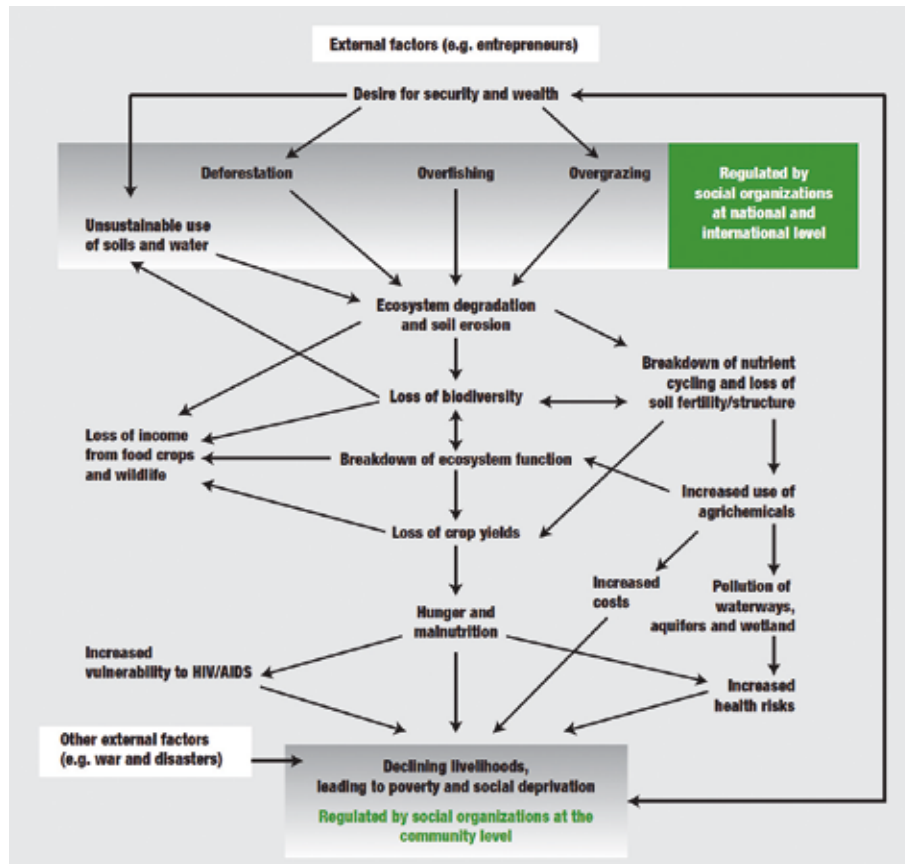 External factors (e.g. entrepreneurs)
Desire for security and wealth
Deforestation
Overfishing
Overgrazing
Regulated by
social organizations
at national and
international level
Unsustainable use
of soils and water
Ecosystem degradation
and soil erosion
Breakdown of nutrient
cycling and loss of
soil fertility/structure
Loss of biodiversity
Loss of income
from food crops
and wildlife
Breakdown of ecosystem function
Increased use of
agrichemicals
Loss of crop yields
Increased
costs
Pollution of
waterways,
aquifers and wetland
Hunger and
malnutrition
Increased
vulnerability to HIV/AIDS
Increased
health risks
Other external factors
(e.g. war and disasters)
Declining livelihoods,
leading to poverty and social deprivation
Regulated by social organizations at the
community level